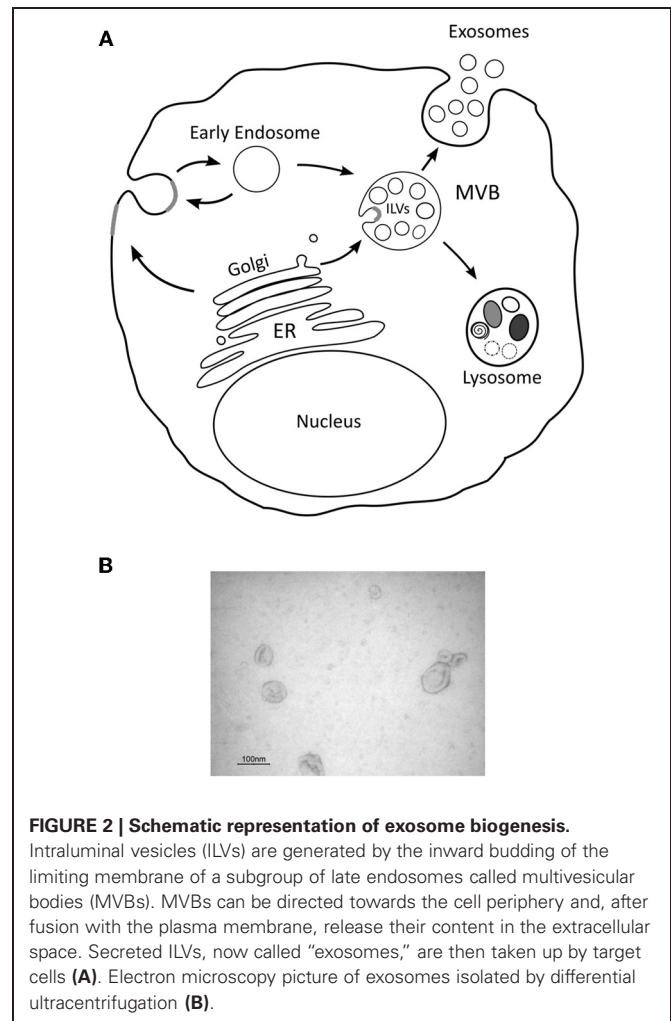 A
Exosomes
Early Endosome
ILVs
MVB
Golgi
ER
Lysosome
Nucleus
B
100nm
FIGURE 2 | Schematic representation of exosome biogenesis.
Intraluminal vesicles (ILVs) are generated by the inward budding of the
limiting membrane of a subgroup of late endosomes called multivesicular
bodies (MVBs). MVBs can be directed towards the cell periphery and, after
fusion with the plasma membrane, release their content in the extracellular
space. Secreted ILVs, now called “exosomes,” are then taken up by target
cells (A). Electron microscopy picture of exosomes isolated by differential
ultracentrifugation (B).